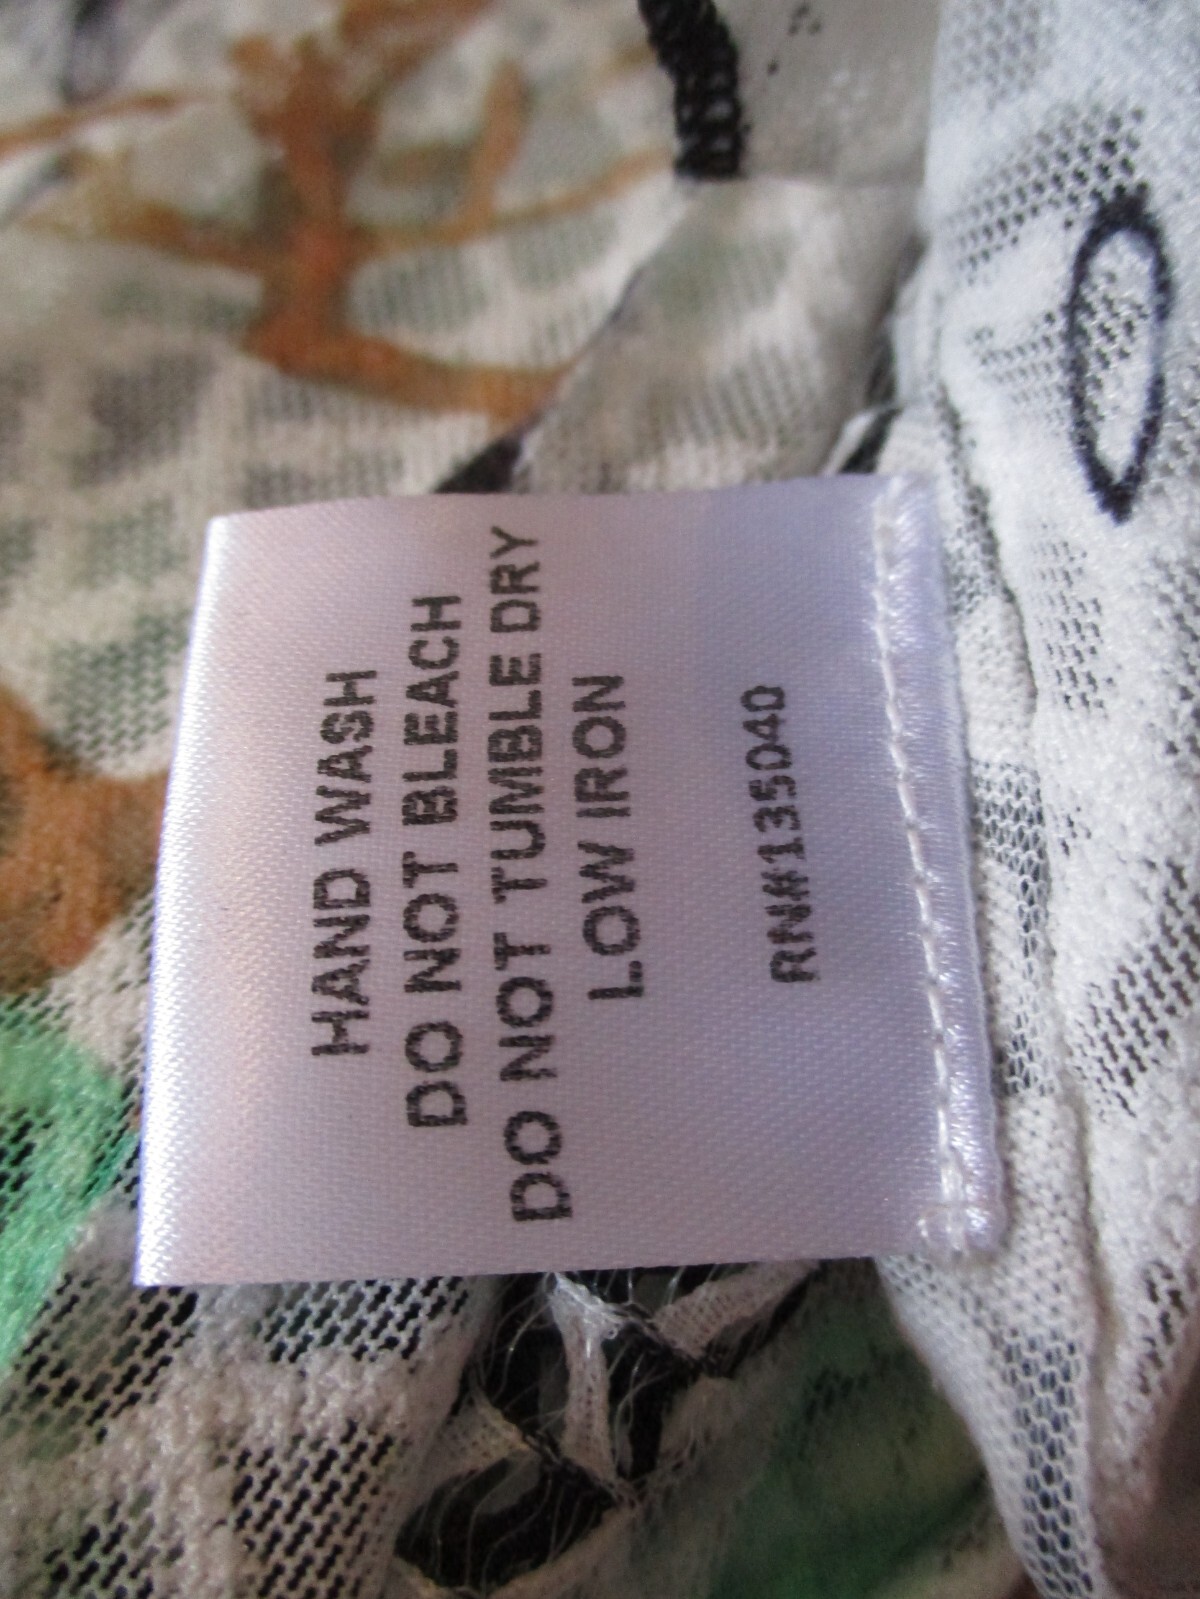 HAND WASH
DO NOT BLEACH
DO NOT TUMBLE DRY
LOW IRON
RN#135040